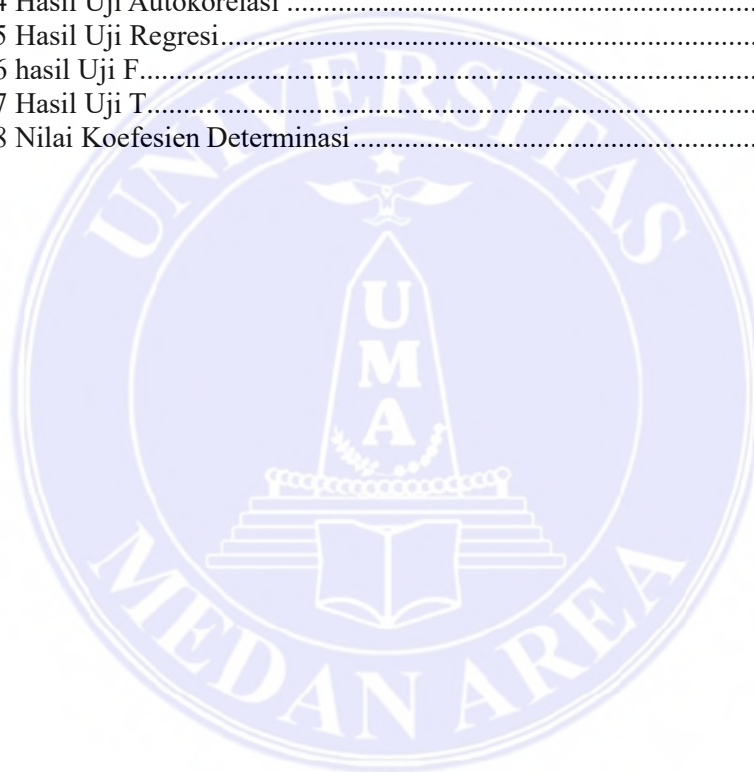 4 Hasil Uji Autokorelasi ......................................................................
5 Hasil Uji Regresi................................................................................
6 hasil Uji F...........................................................................................
7 Hasil Uji T..........................................................................................
8 Nilai Koefesien Determinasi............................................................
UNIVERSITAS
U
M
A
MEDAN AREA